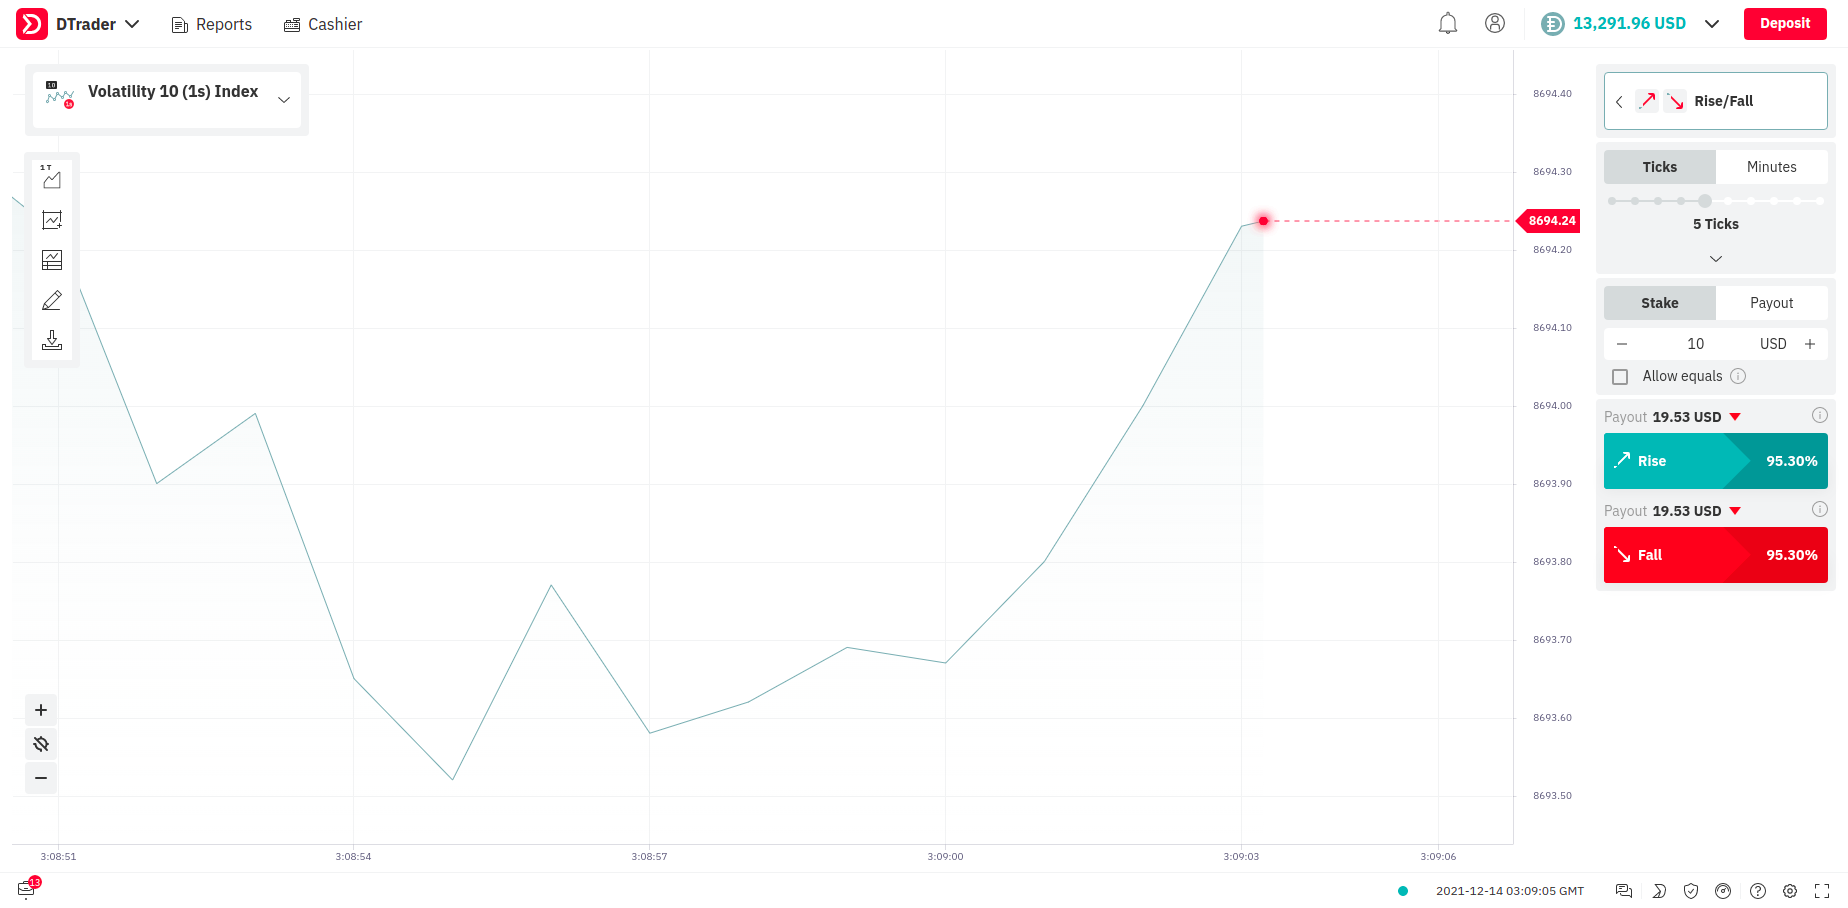 DTrader
Reports
Cashier
13,291.96 USD
Deposit
10
1s
Volatility 10 (1s) Index
1T
8694.40
8694.30
8694.24
8694.20
8694.10
8694.00
8693.90
8693.80
8693.70
8693.60
8693.50
3:08:51
3:08:54
3:08:57
3:09:00
3:09:03
3:09:06
Rise/Fall
Ticks
Minutes
5 Ticks
Stake
Payout
10
USD
Allow equals
Payout 19.53 USD
Rise
95.30%
Payout 19.53 USD
Fall
95.30%
13
2021-12-14 03:09:05 GMT